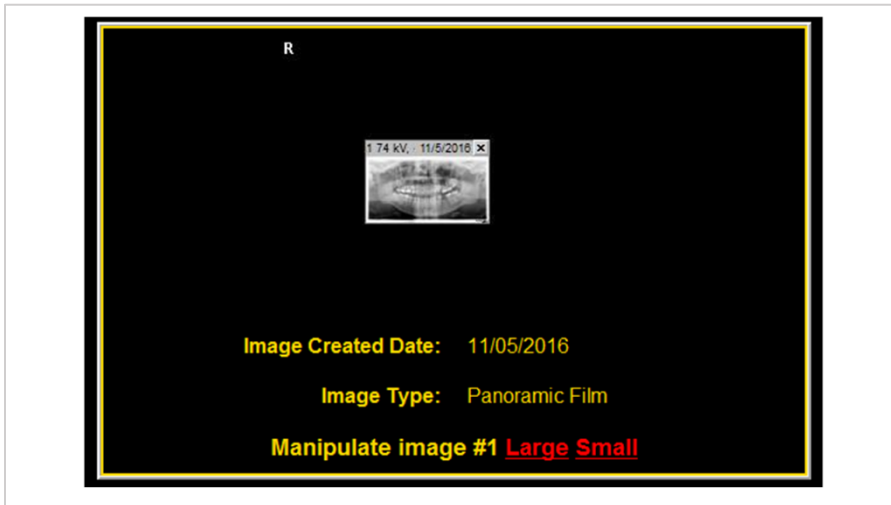 R
1 74 kV, · 11/5/2016 ×
Image Created Date: 11/05/2016
Image Type: Panoramic Film
Manipulate image #1 Large Small